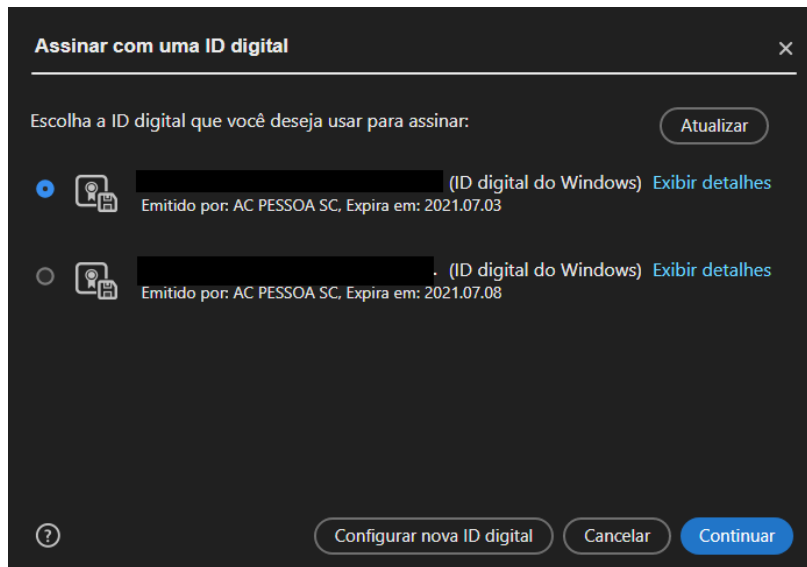 Assinar com uma ID digital
Escolha a ID digital que você deseja usar para assinar:
Atualizar
(ID digital do Windows) Exibir detalhes
Emitido por: AC PESSOA SC, Expira em: 2021.07.03
. (ID digital do Windows) Exibir detalhes
Emitido por: AC PESSOA SC, Expira em: 2021.07.08
Configurar nova ID digital
Cancelar
Continuar